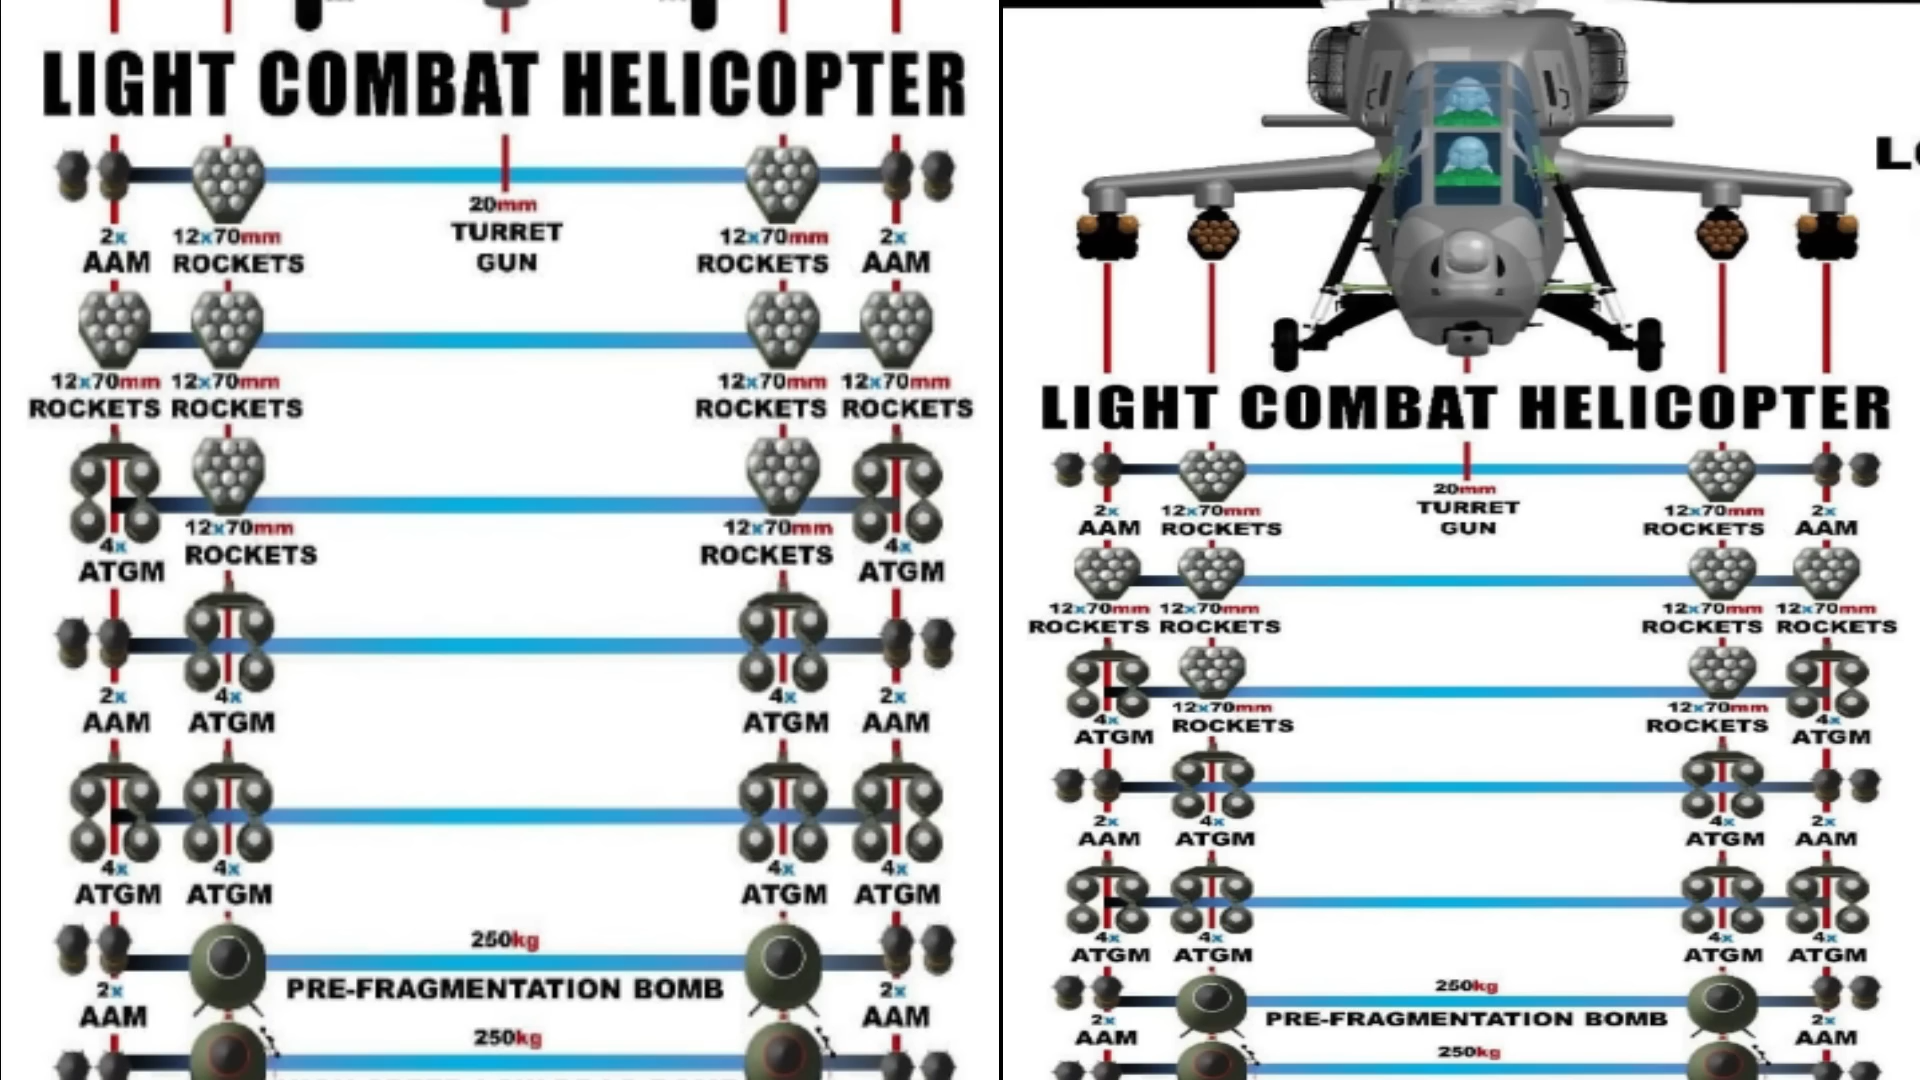 LIGHT COMBAT HELICOPTER
20mm
TURRET
GUN
2x 12x70mm 12x70mm 2x
AAM ROCKETS ROCKETS AAM
12x70mm 12x70mm 12x70mm 12x70mm
ROCKETS ROCKETS ROCKETS ROCKETS
12x70mm 12x70mm
ROCKETS ROCKETS
4x 4x
ATGM ATGM
2x 4x 4x 2x
AAM ATGM ATGM AAM
4x 4x 4x 4x
ATGM ATGM ATGM ATGM
250kg
PRE-FRAGMENTATION BOMB
2x 2x
AAM AAM
250kg
LIGHT COMBAT HELICOPTER
20mm
TURRET
GUN
2x 12x70mm 12x70mm 2x
AAM ROCKETS ROCKETS AAM
12x70mm 12x70mm 12x70mm 12x70mm
ROCKETS ROCKETS ROCKETS ROCKETS
12x70mm 12x70mm
ROCKETS ROCKETS
4x 4x
ATGM ATGM
2x 4x 4x 2x
AAM ATGM ATGM AAM
4x 4x 4x 4x
ATGM ATGM ATGM ATGM
250kg
PRE-FRAGMENTATION BOMB
2x 2x
AAM AAM
250kg